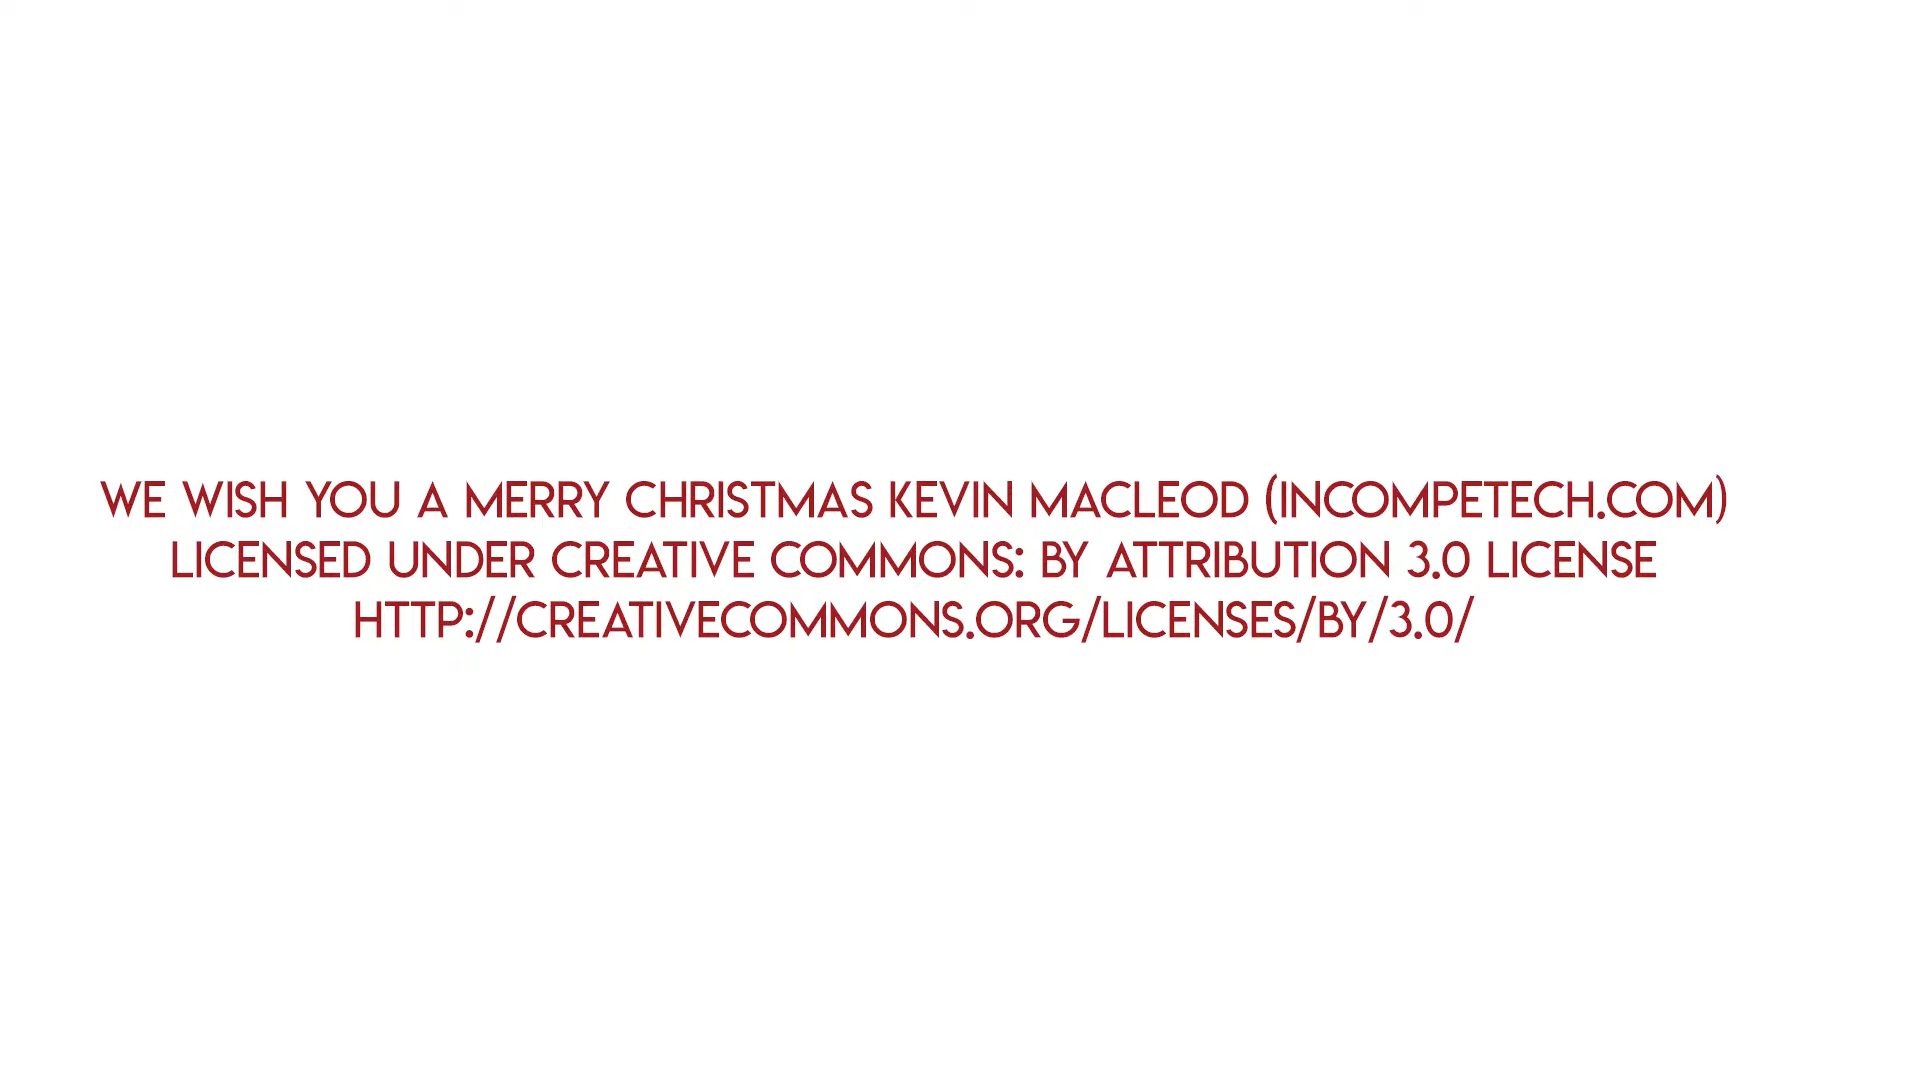 WE WISH YOU A MERRY CHRISTMAS KEVIN MACLEOD (INCOMPETECH.COM)
LICENSED UNDER CREATIVE COMMONS: BY ATTRIBUTION 3.0 LICENSE
HTTP://CREATIVECOMMONS.ORG/LICENSES/BY/3.0/